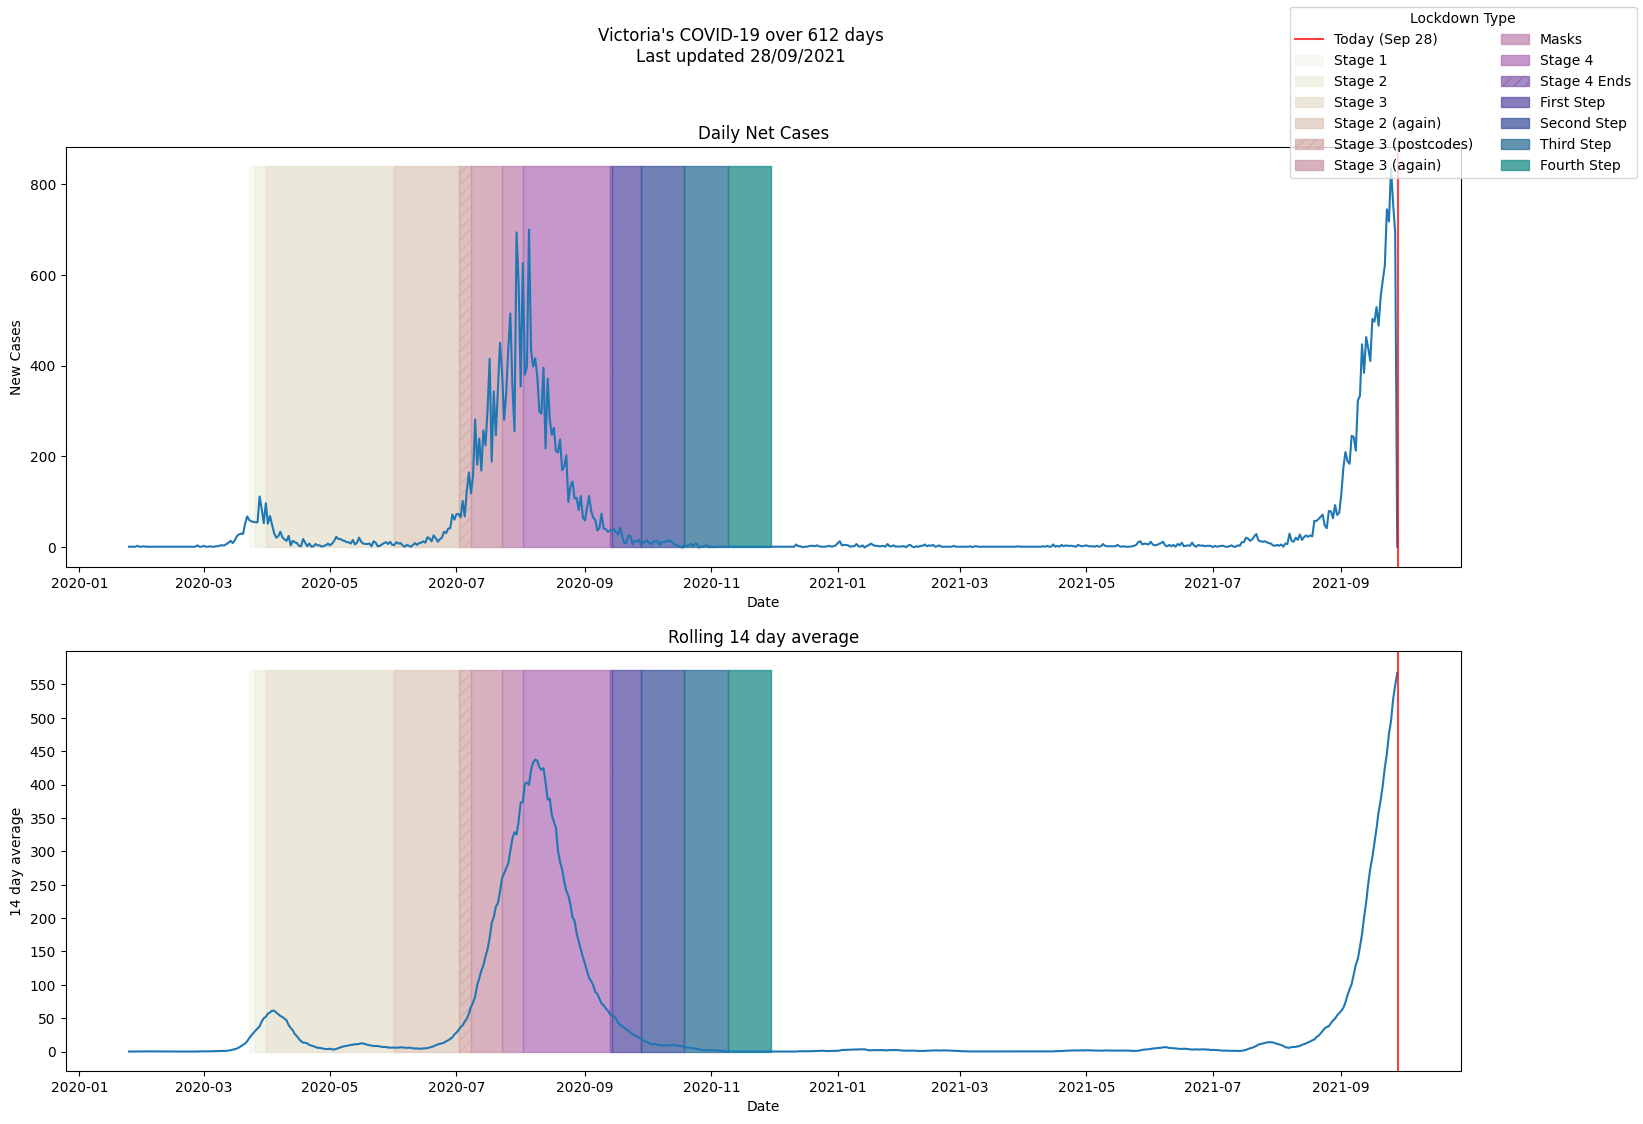 Victoria's COVID-19 over 612 days
Last updated 28/09/2021
Lockdown Type
Today (Sep 28)
Stage 1
Stage 2
Stage 3
Stage 2 (again)
Stage 3 (postcodes)
Stage 3 (again)
Masks
Stage 4
Stage 4 Ends
First Step
Second Step
Third Step
Fourth Step
Daily Net Cases
New Cases
800
600
400
200
0
2020-01 2020-03 2020-05 2020-07 2020-09 2020-11 2021-01 2021-03 2021-05 2021-07 2021-09
Date
Rolling 14 day average
14 day average
550
500
450
400
350
300
250
200
150
100
50
0
2020-01 2020-03 2020-05 2020-07 2020-09 2020-11 2021-01 2021-03 2021-05 2021-07 2021-09
Date